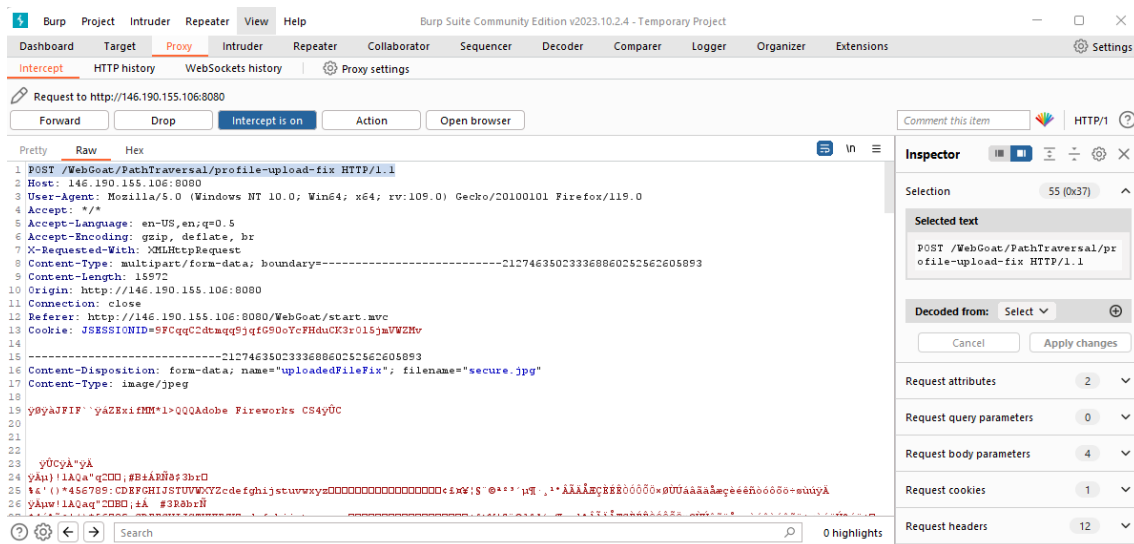 Burp Project Intruder Repeater View Help Burp Suite Community Edition v2023.10.2.4 - Temporary Project
Dashboard Target Proxy Intruder Repeater Collaborator Sequencer Decoder Comparer Logger Organizer Extensions Settings
Intercept HTTP history WebSockets history Proxy settings
Request to http://146.190.155.106:8080
Forward Drop Intercept is on Action Open browser Comment this item HTTP/1
Pretty Raw Hex \n
Inspector
1 POST /WebGoat/PathTraversal/profile-upload-fix HTTP/1.1
2 Host: 146.190.155.106:8080
3 User-Agent: Mozilla/5.0 (Windows NT 10.0; Win64; x64; rv:109.0) Gecko/20100101 Firefox/119.0
4 Accept: */*
5 Accept-Language: en-US,en;q=0.5
6 Accept-Encoding: gzip, deflate, br
7 X-Requested-With: XMLHttpRequest
8 Content-Type: multipart/form-data; boundary=---------------------------212746350233368860252562605893
9 Content-Length: 15972
10 Origin: http://146.190.155.106:8080
11 Connection: close
12 Referer: http://146.190.155.106:8080/WebGoat/start.mvc
13 Cookie: JSESSIONID=9FCqqC2dtmqq9jqfG90oYcFHduCK3r0l5jmVWZMv
14
15 -----------------------------212746350233368860252562605893
16 Content-Disposition: form-data; name="uploadedFileFix"; filename="secure.jpg"
17 Content-Type: image/jpeg
18
19 ÿØÿàJFIF``ÿáZExifMM*1>QQQAdobe Fireworks CS4ÿÛC
20
21
22
23 ÿÛCÿÀ"ÿÄ
24
25
26
Selection 55 (0x37)
Selected text
POST /WebGoat/PathTraversal/pr
ofile-upload-fix HTTP/1.1
Decoded from: Select
Cancel Apply changes
Request attributes 2
Request query parameters 0
Request body parameters 4
Request cookies 1
Request headers 12
Search 0 highlights